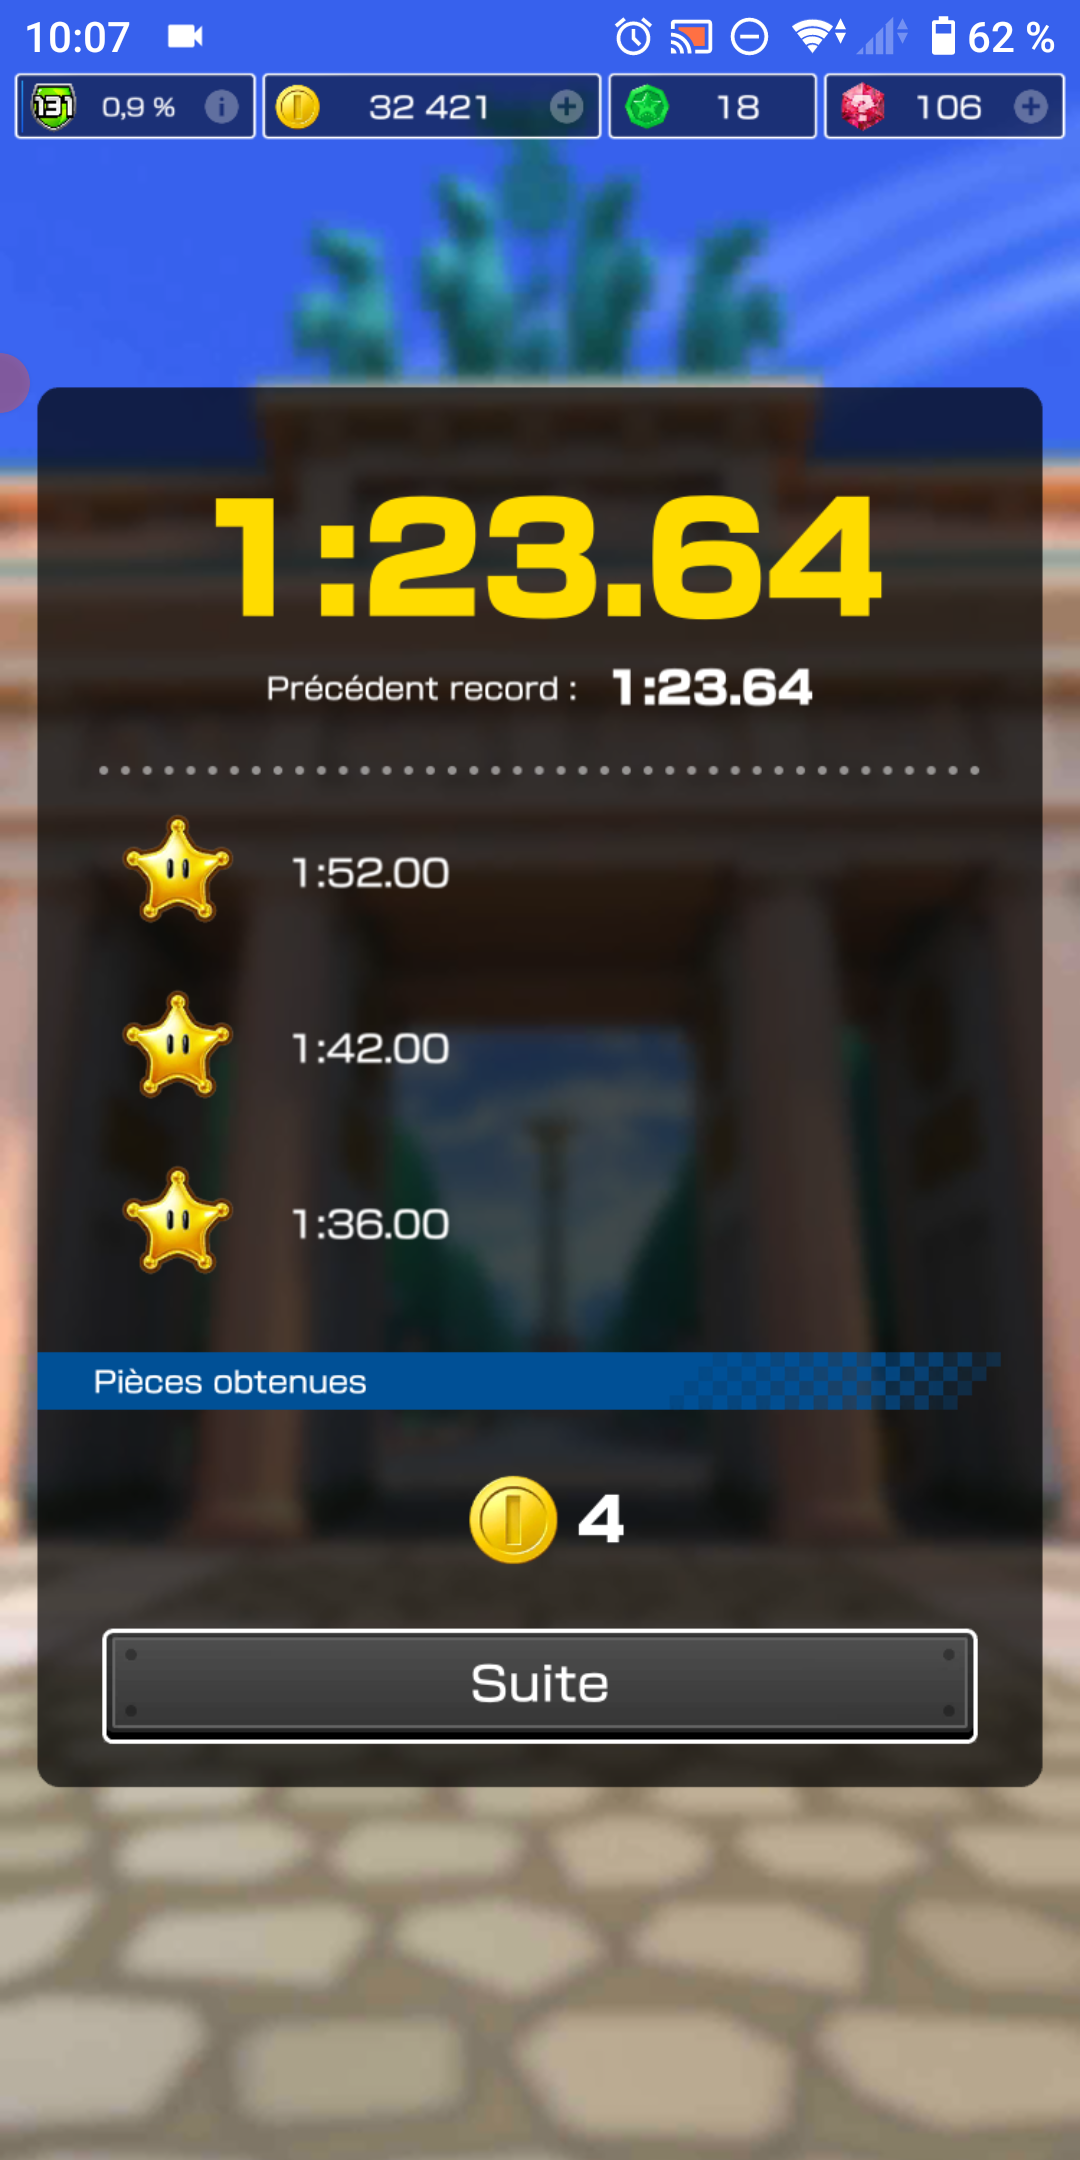 10:07 62 %
131 0,9 % 32 421 18 106
1:23.64
Précédent record : 1:23.64
1:52.00
1:42.00
1:36.00
Pièces obtenues
4
Suite